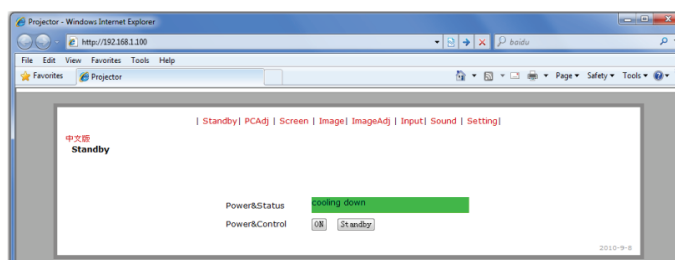 Projector - Windows Internet Explorer
http://192.168.1.100
baidu
File Edit View Favorites Tools Help
Favorites Projector Page Safety Tools
| Standby| PCAdj | Screen | Image| ImageAdj | Input| Sound | Setting|
中文版
Standby
Power&Status cooling down
Power&Control ON Standby
2010-9-8